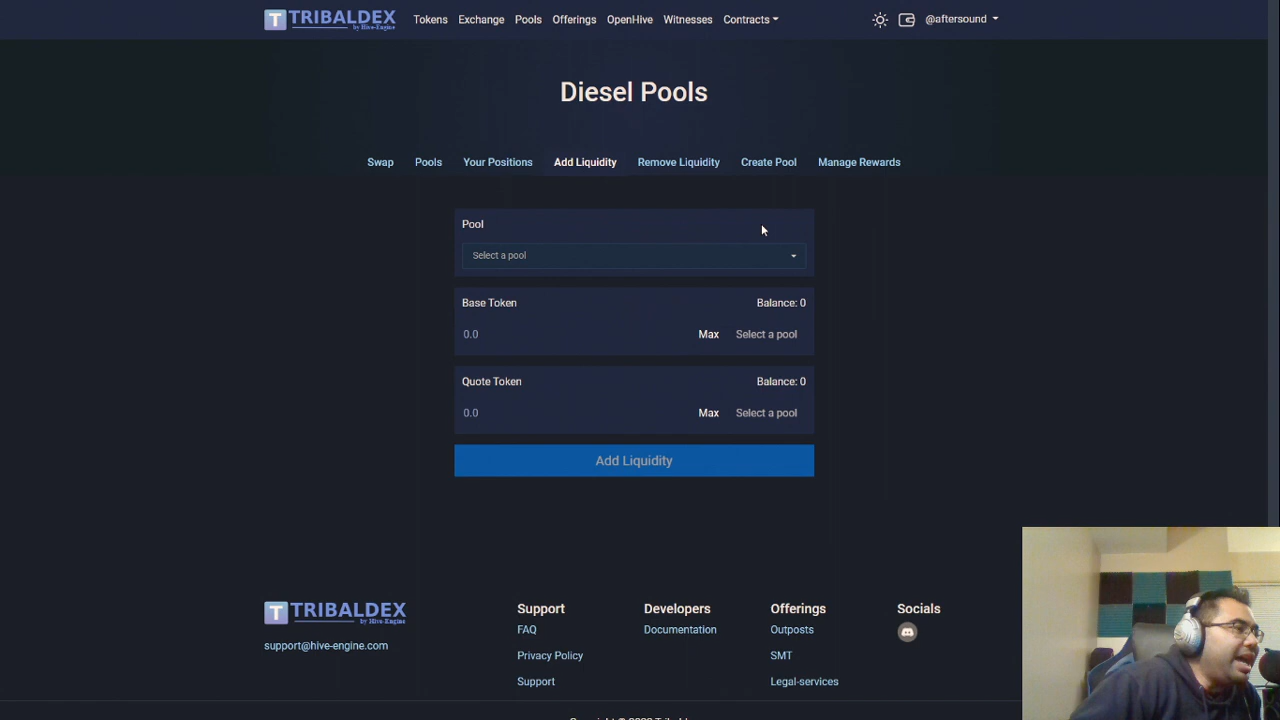 TRIBALDEX
by Hive-Engine
Tokens Exchange Pools Offerings OpenHive Witnesses Contracts
@aftersound
Diesel Pools
Swap Pools Your Positions Add Liquidity Remove Liquidity Create Pool Manage Rewards
Pool
Select a pool
Base Token Balance: 0
0.0 Max Select a pool
Quote Token Balance: 0
0.0 Max Select a pool
Add Liquidity
TRIBALDEX
by Hive-Engine
support@hive-engine.com
Support
FAQ
Privacy Policy
Support
Developers
Documentation
Offerings
Outposts
SMT
Legal-services
Socials